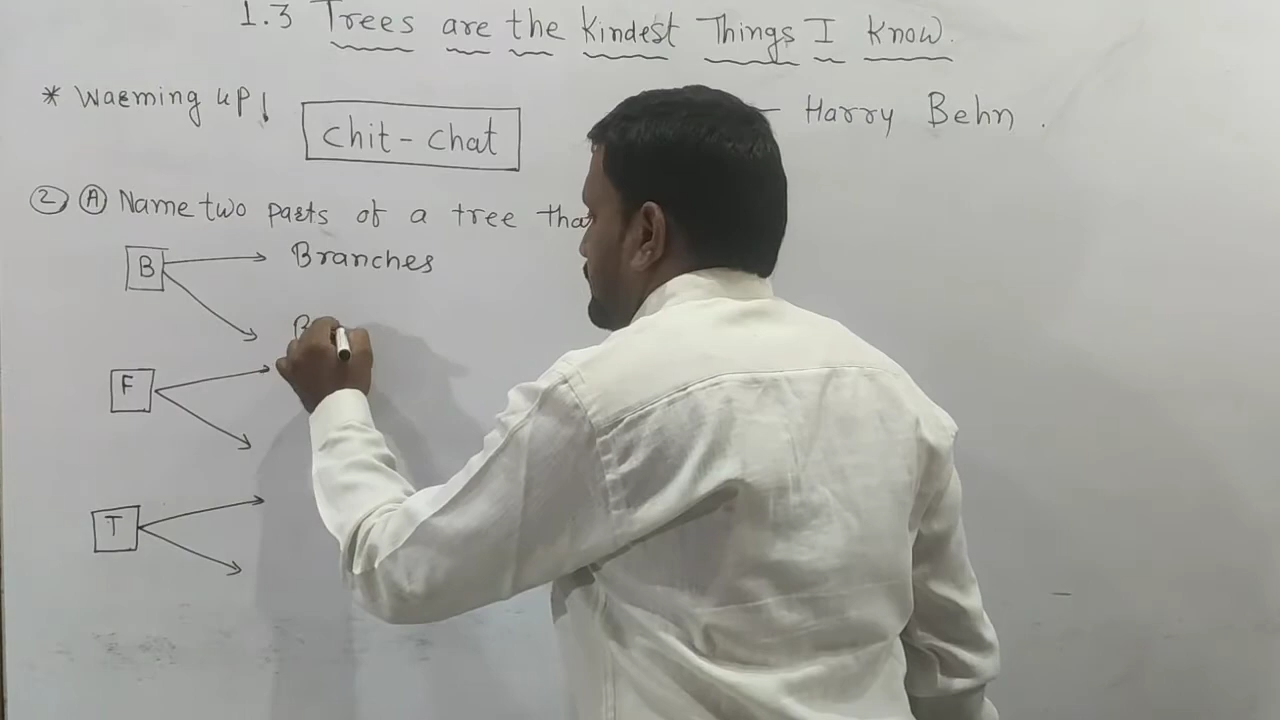 1.3 Trees are the kindest Things I know.
* Warming up!
chit - chat
— Harry Behn .
② Ⓐ Name two parts of a tree that
B
Branches
B
F
T